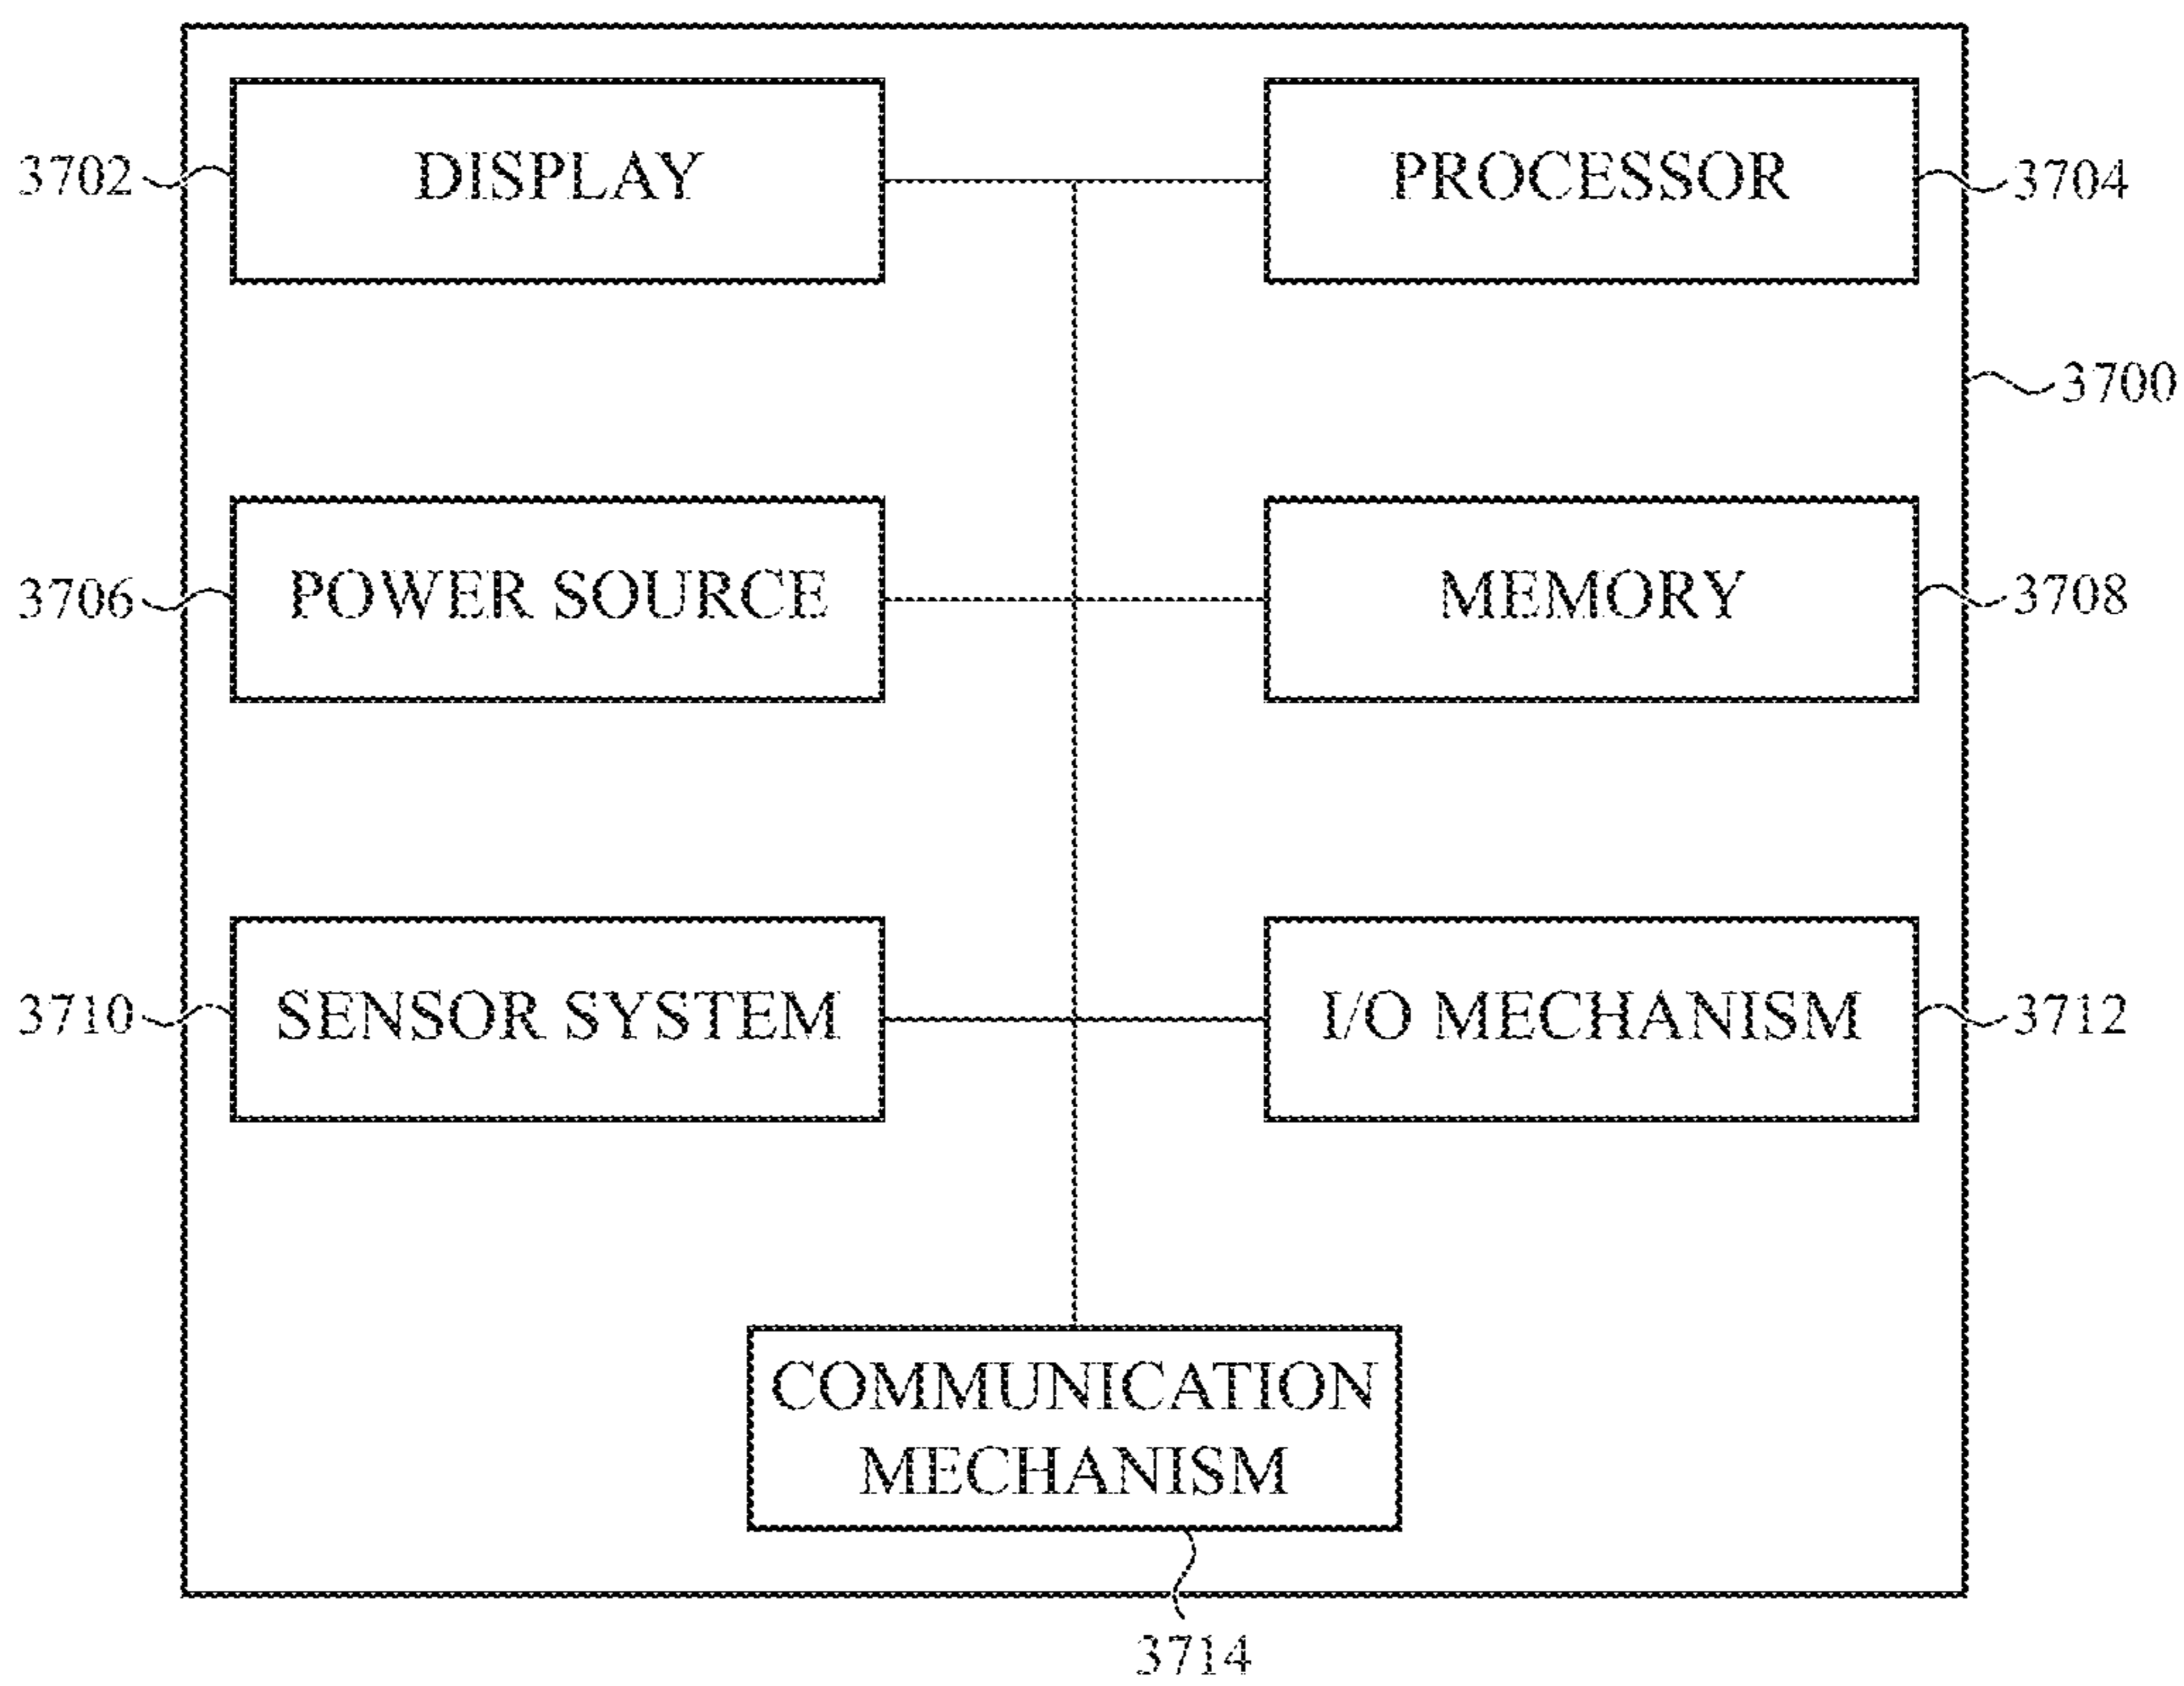 3702
DISPLAY
PROCESSOR
3704
3700
3706
POWER SOURCE
MEMORY
3708
3710
SENSOR SYSTEM
I/O MECHANISM
3712
COMMUNICATION
MECHANISM
3714